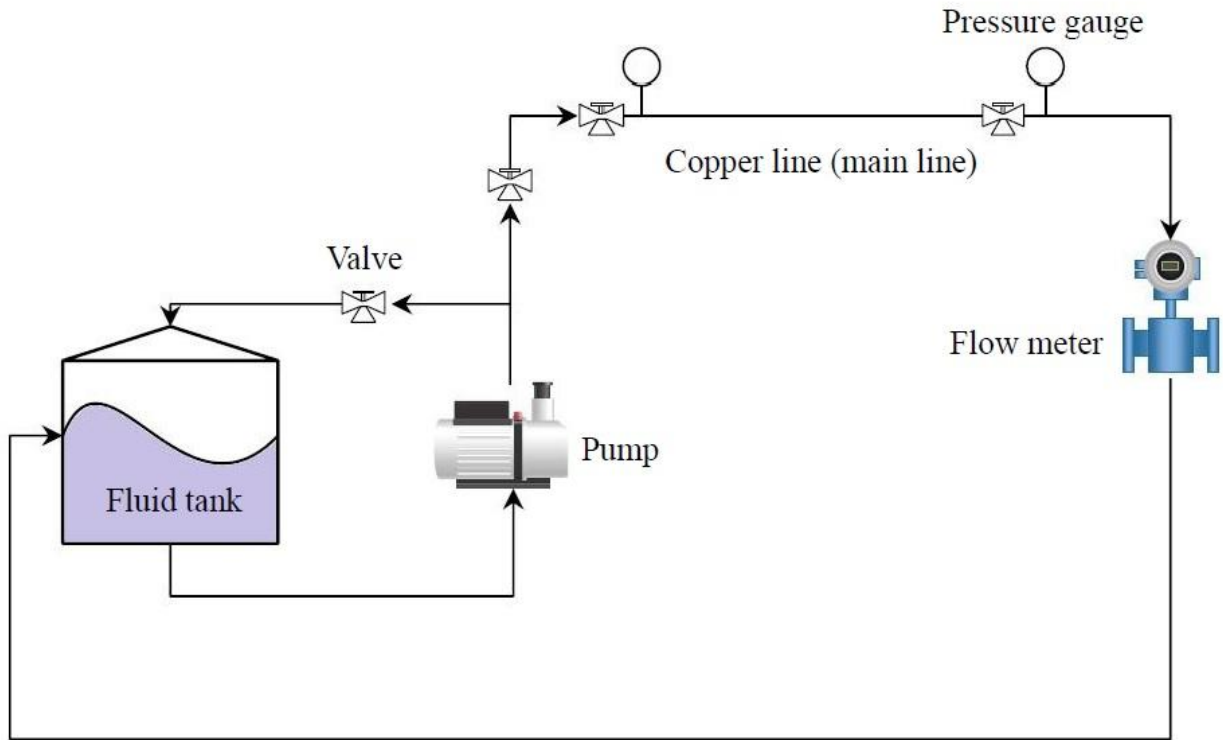 Pressure gauge
Copper line (main line)
Valve
Flow meter
Pump
Fluid tank